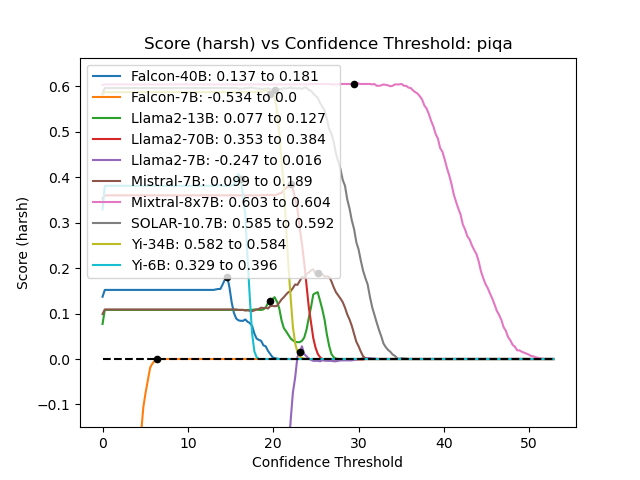 Score (harsh) vs Confidence Threshold: piqa
Score (harsh)
0.6
0.5
0.4
0.3
0.2
0.1
0.0
−0.1
Falcon-40B: 0.137 to 0.181
Falcon-7B: -0.534 to 0.0
Llama2-13B: 0.077 to 0.127
Llama2-70B: 0.353 to 0.384
Llama2-7B: -0.247 to 0.016
Mistral-7B: 0.099 to 0.189
Mixtral-8x7B: 0.603 to 0.604
SOLAR-10.7B: 0.585 to 0.592
Yi-34B: 0.582 to 0.584
Yi-6B: 0.329 to 0.396
0 10 20 30 40 50
Confidence Threshold